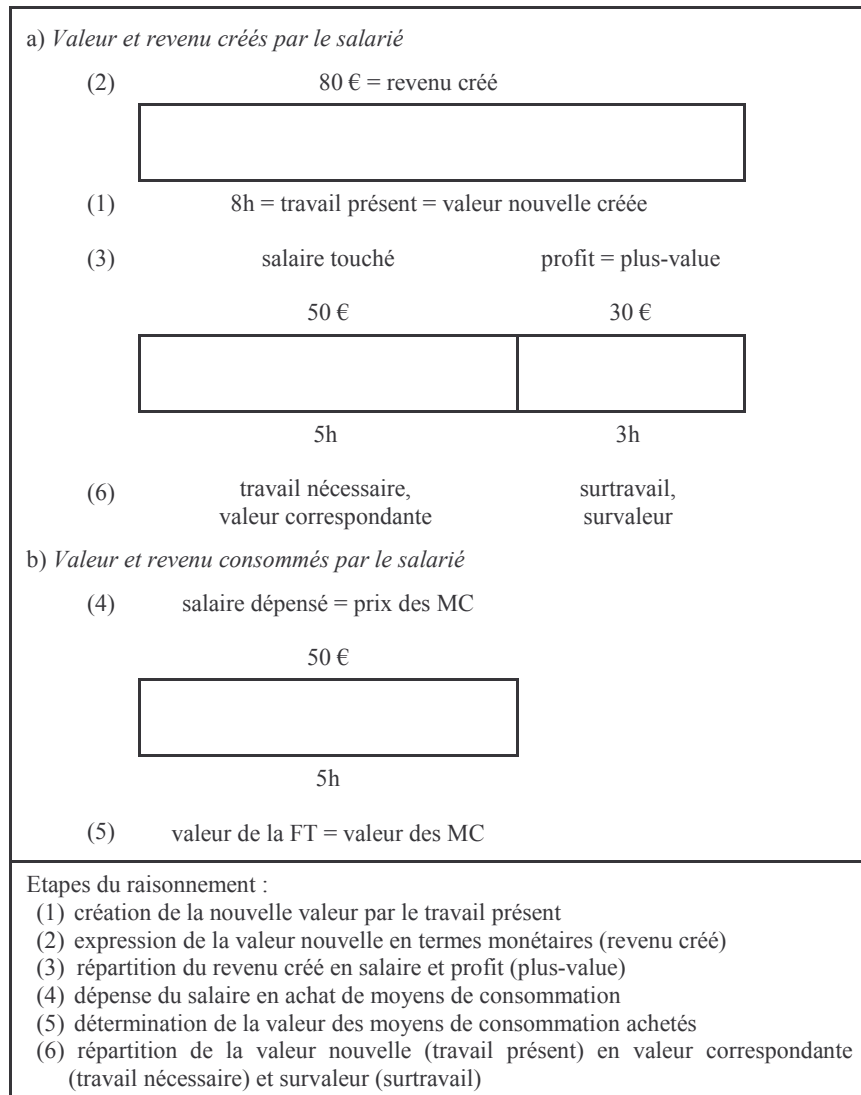 a) Valeur et revenu créés par le salarié
(2) 80 € = revenu créé
(1) 8h = travail présent = valeur nouvelle créée
(3) salaire touché profit = plus-value
50 € 30 €
5h 3h
(6) travail nécessaire, surtravail,
valeur correspondante survaleur
b) Valeur et revenu consommés par le salarié
(4) salaire dépensé = prix des MC
50 €
5h
(5) valeur de la FT = valeur des MC
Etapes du raisonnement :
(1) création de la nouvelle valeur par le travail présent
(2) expression de la valeur nouvelle en termes monétaires (revenu créé)
(3) répartition du revenu créé en salaire et profit (plus-value)
(4) dépense du salaire en achat de moyens de consommation
(5) détermination de la valeur des moyens de consommation achetés
(6) répartition de la valeur nouvelle (travail présent) en valeur correspondante
(travail nécessaire) et survaleur (surtravail)